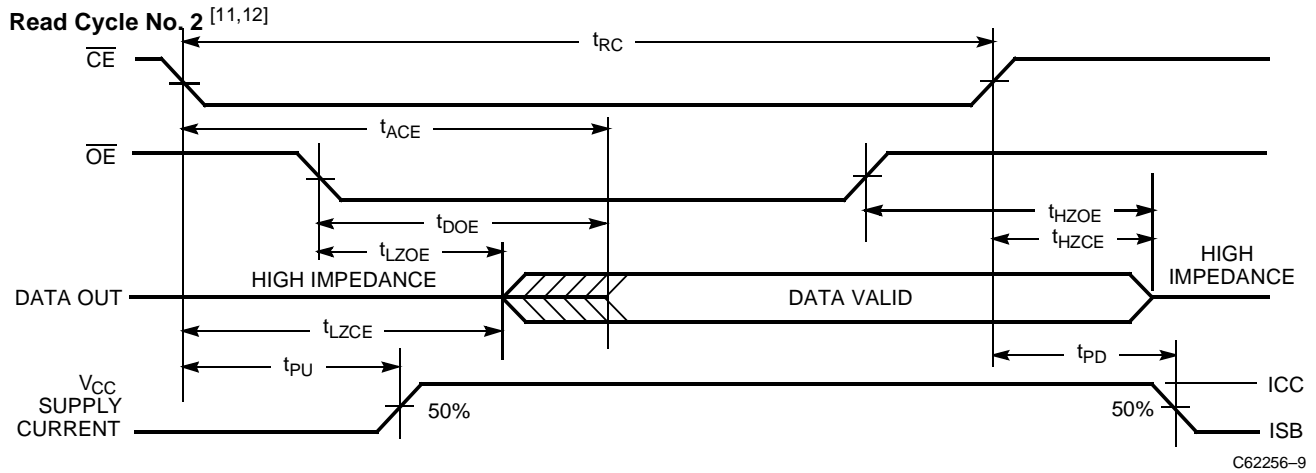 Read Cycle No. 2 [11,12]
tRC
CE
tACE
OE
tDOE
tHZOE
tLZOE
tHZCE
HIGH IMPEDANCE
HIGH
IMPEDANCE
DATA OUT
DATA VALID
tLZCE
tPU
tPD
VCC
SUPPLY
CURRENT
50%
50%
ICC
ISB
C62256–9